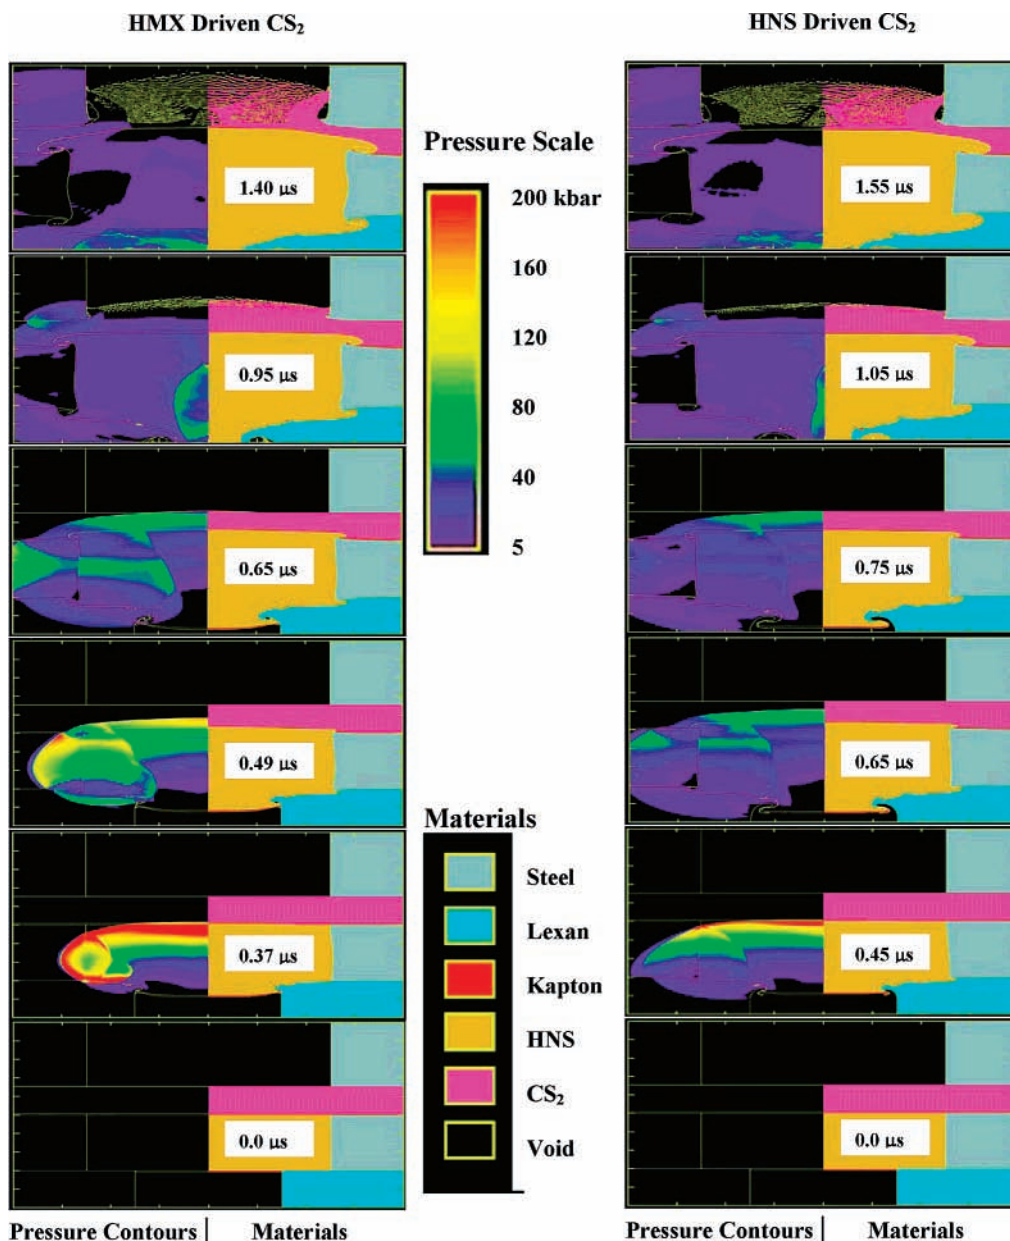 HMX Driven CS₂
HNS Driven CS₂
1.40 μs
0.95 μs
0.65 μs
0.49 μs
0.37 μs
0.0 μs
Pressure Contours | Materials
Pressure Scale
200 kbar
160
120
80
40
5
Materials
Steel
Lexan
Kapton
HNS
CS₂
Void
1.55 μs
1.05 μs
0.75 μs
0.65 μs
0.45 μs
0.0 μs
Pressure Contours | Materials